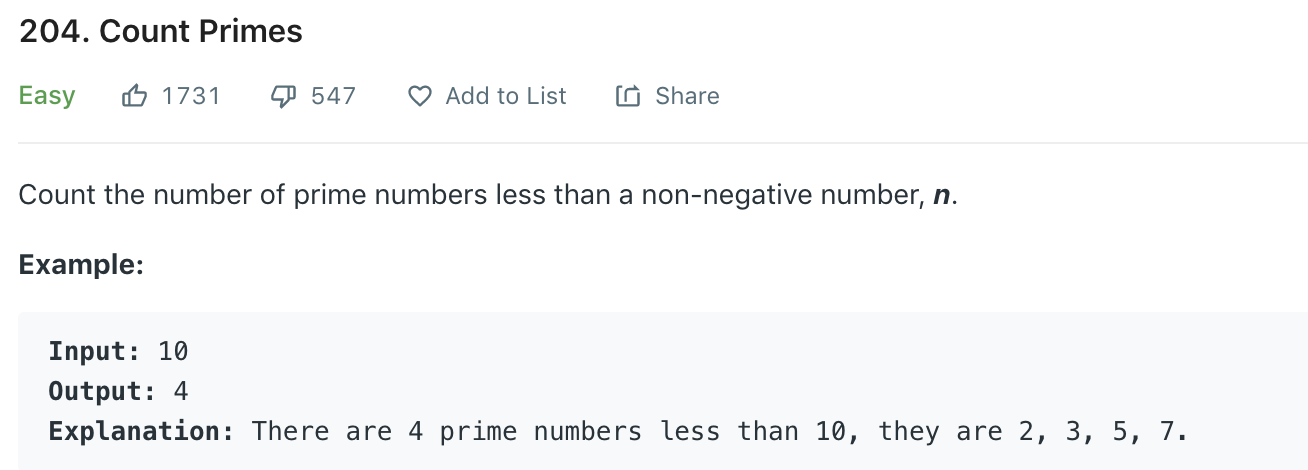 204. Count Primes
Easy 1731 547 Add to List Share
Count the number of prime numbers less than a non-negative number, n.
Example:
Input: 10
Output: 4
Explanation: There are 4 prime numbers less than 10, they are 2, 3, 5, 7.